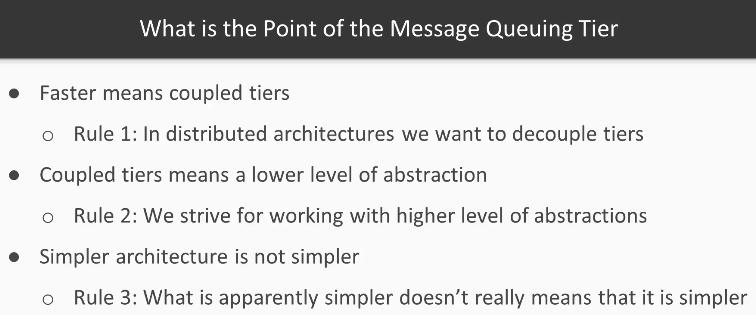 What is the Point of the Message Queuing Tier
● Faster means coupled tiers
o Rule 1: In distributed architectures we want to decouple tiers
● Coupled tiers means a lower level of abstraction
o Rule 2: We strive for working with higher level of abstractions
● Simpler architecture is not simpler
o Rule 3: What is apparently simpler doesn’t really means that it is simpler